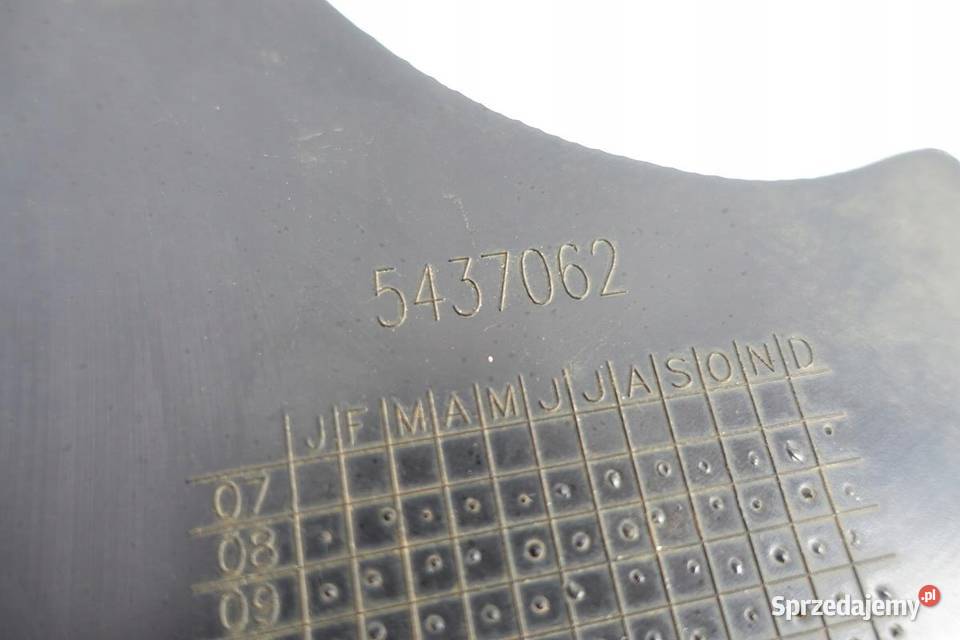 5437062
J F M A M J J A S O N D
07
08
09
Sprzedajemy.pl